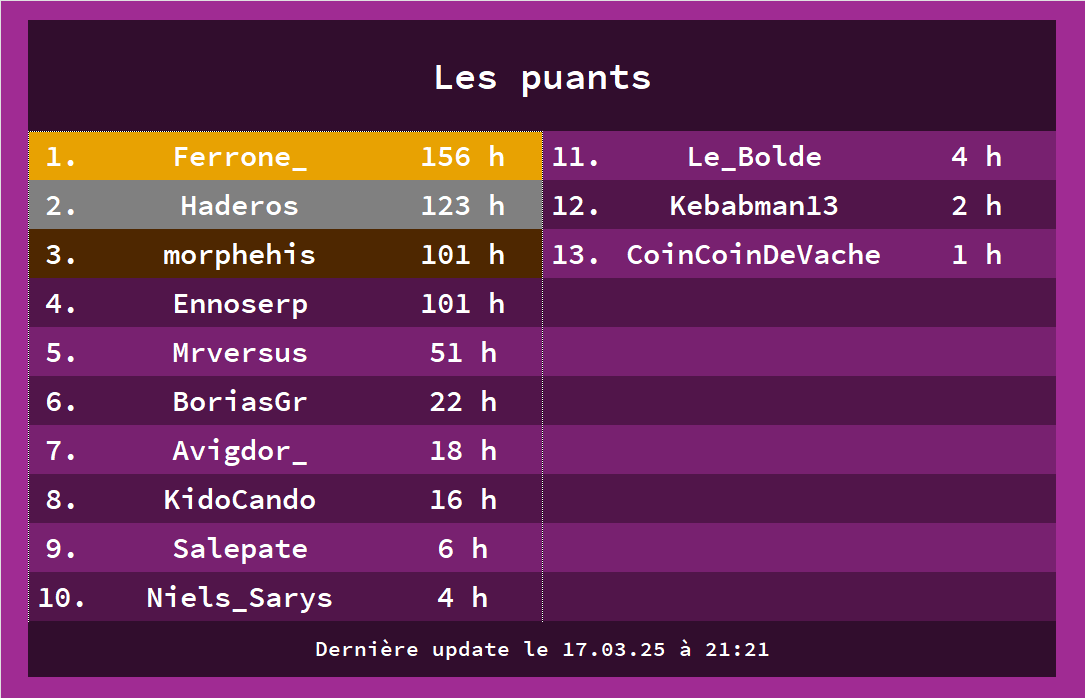 Les puants
1. Ferrone_ 156 h
2. Haderos 123 h
3. morphehis 101 h
4. Ennoserp 101 h
5. Mrversus 51 h
6. BoriasGr 22 h
7. Avigdor_ 18 h
8. KidoCando 16 h
9. Salepate 6 h
10. Niels_Sarys 4 h
11. Le_Bolde 4 h
12. Kebabman13 2 h
13. CoinCoinDeVache 1 h
Dernière update le 17.03.25 à 21:21